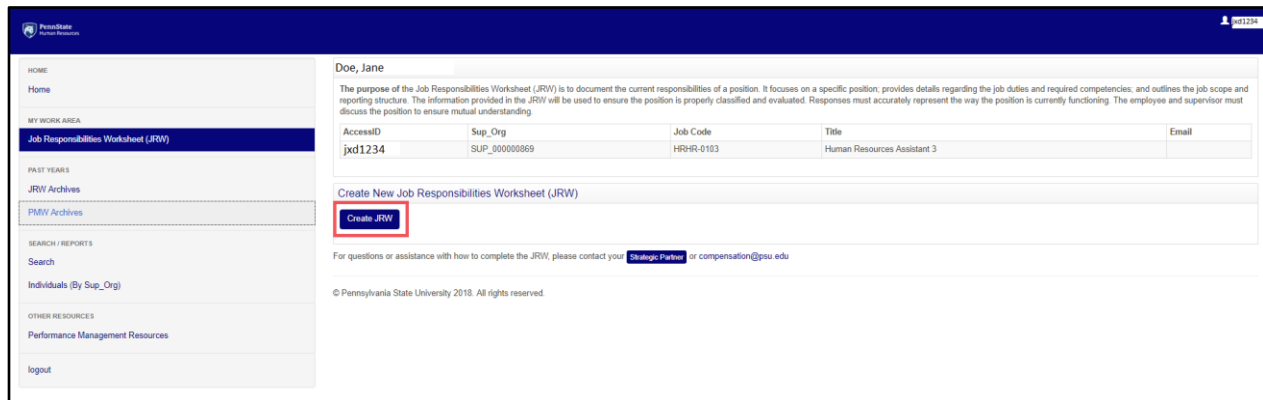 PennState
Human Resources
jxd1234
HOME
Home
MY WORK AREA
Job Responsibilities Worksheet (JRW)
PAST YEARS
JRW Archives
PMW Archives
SEARCH / REPORTS
Search
Individuals (By Sup_Org)
OTHER RESOURCES
Performance Management Resources
logout
Doe, Jane
The purpose of the Job Responsibilities Worksheet (JRW) is to document the current responsibilities of a position. It focuses on a specific position; provides details regarding the job duties and required competencies; and outlines the job scope and
reporting structure. The information provided in the JRW will be used to ensure the position is properly classified and evaluated. Responses must accurately represent the way the position is currently functioning. The employee and supervisor must
discuss the position to ensure mutual understanding.
AccessID Sup_Org Job Code Title Email
jxd1234 SUP_000000869 HRHR-0103 Human Resources Assistant 3
Create New Job Responsibilities Worksheet (JRW)
Create JRW
For questions or assistance with how to complete the JRW, please contact your Strategic Partner or compensation@psu.edu
© Pennsylvania State University 2018. All rights reserved.